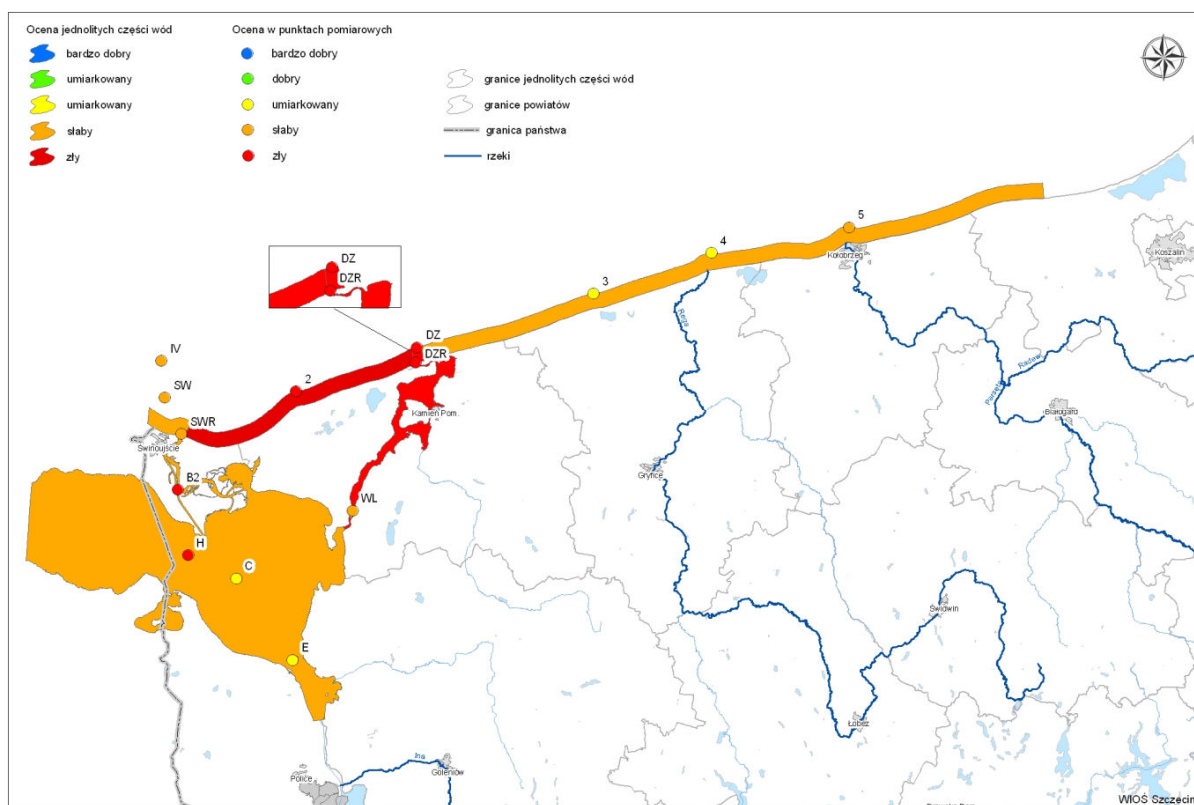 Ocena jednolitych części wód
bardzo dobry
umiarkowany
umiarkowany
słaby
zły
Ocena w punktach pomiarowych
bardzo dobry
dobry
umiarkowany
słaby
zły
granice jednolitych części wód
granice powiatów
granica państwa
rzeki
5
4
Kołobrzeg
Koszalin
DZ
DZR
3
Rega
DZ
DZR
IV
2
SW
Radew
Parsęta
Białogard
Kamień Pom.
SWR
Świnoujście
Gryfice
B2
WL
H
C
Świdwin
E
Łobez
Ina
Goleniów
Police
WIOŚ Szczecin